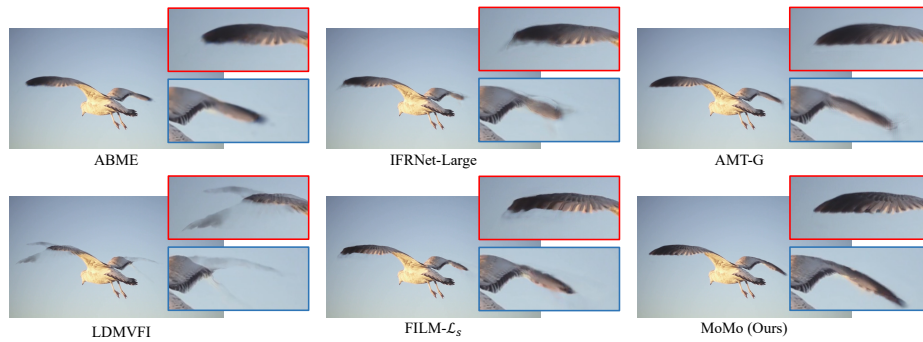 ABME
IFRNet-Large
AMT-G
LDMVFI
FILM-ℒₛ
MoMo (Ours)